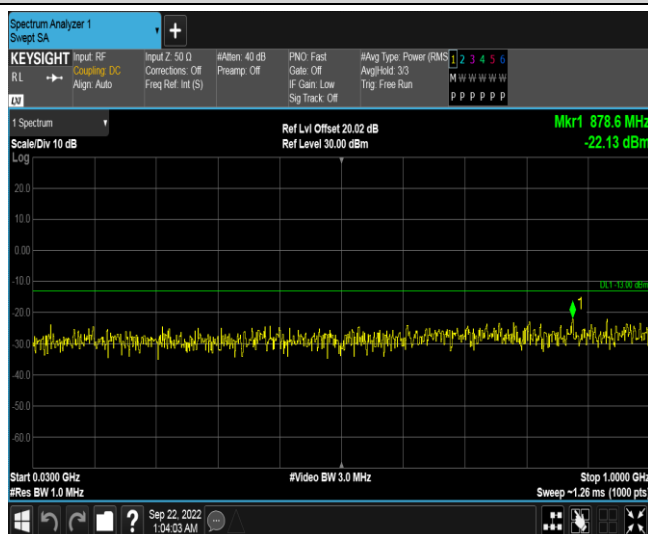 Spectrum Analyzer 1
Swept SA
+
KEYSIGHT Input: RF Input Z: 50 Ω #Atten: 40 dB PNO: Fast #Avg Type: Power (RMS 1 2 3 4 5 6
RL Coupling: DC Corrections: Off Preamp: Off Gate: Off Avg|Hold: 3/3 M W W W W W
Align: Auto Freq Ref: Int (S) IF Gain: Low Trig: Free Run
LXI Sig Track: Off P P P P P P
1 Spectrum Ref Lvl Offset 20.02 dB Mkr1 878.6 MHz
Scale/Div 10 dB Ref Level 30.00 dBm -22.13 dBm
Log
20.0
10.0
0.00
-10.0
DL1 -13.00 dBm
1
-20.0
-30.0
-40.0
-50.0
-60.0
Start 0.0300 GHz #Video BW 3.0 MHz Stop 1.0000 GHz
#Res BW 1.0 MHz Sweep ~1.26 ms (1000 pts)
? Sep 22, 2022
1:04:03 AM